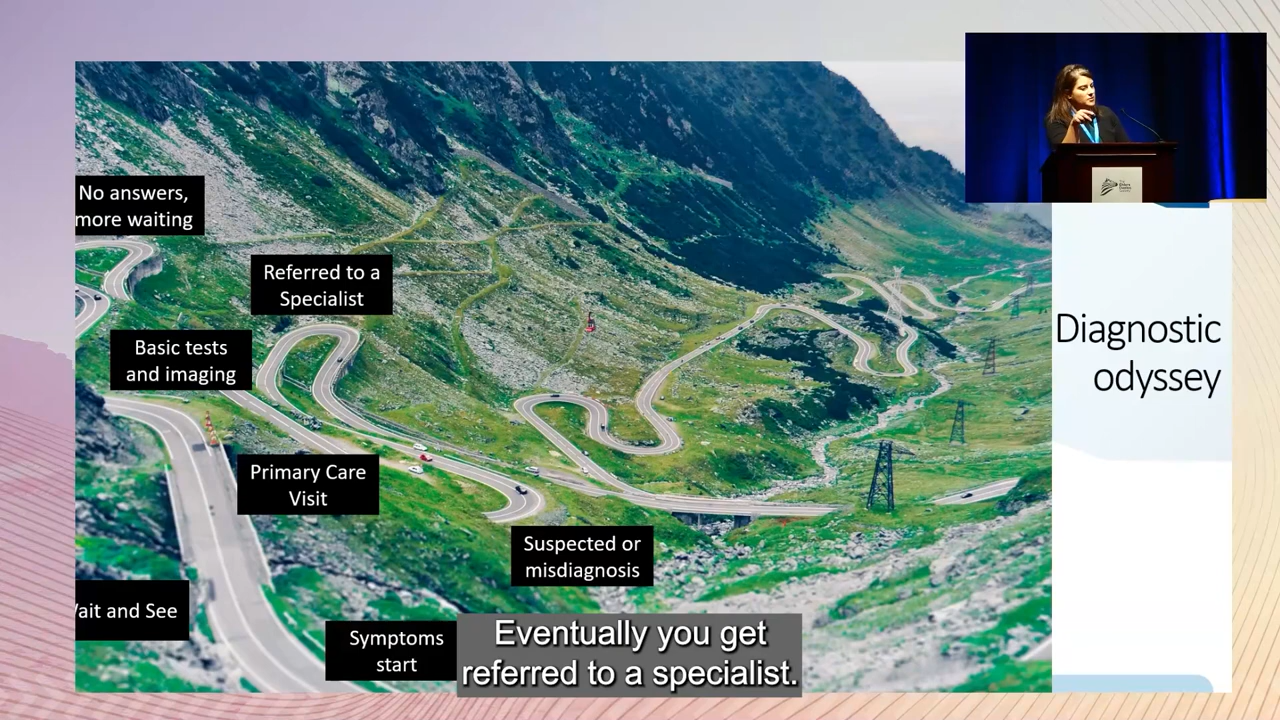 No answers,
more waiting
Referred to a
Specialist
Basic tests
and imaging
Diagnostic
odyssey
Primary Care
Visit
Suspected or
misdiagnosis
and See
Symptoms
start
Eventually you get
referred to a specialist.